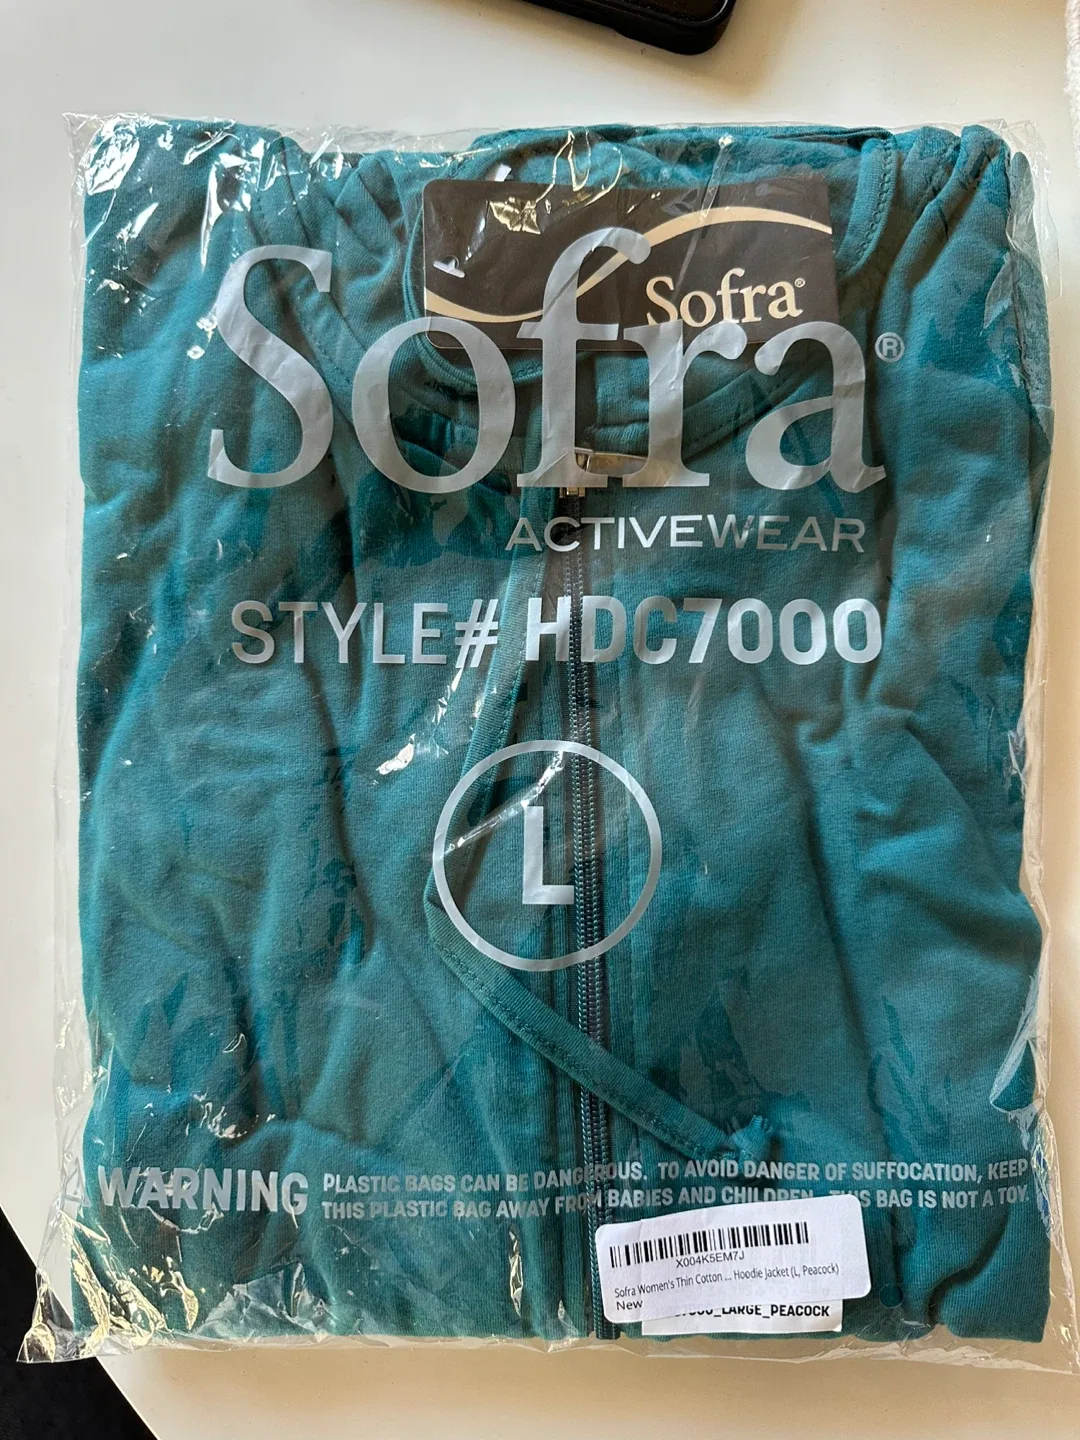 Sofra®
Sofra®
ACTIVEWEAR
STYLE# HDC7000
L
WARNING PLASTIC BAGS CAN BE DANGEROUS. TO AVOID DANGER OF SUFFOCATION, KEEP
THIS PLASTIC BAG AWAY FROM BABIES AND CHILDREN. THIS BAG IS NOT A TOY.
X004K5EM7J
Sofra Women's Thin Cotton ... Hoodie Jacket (L, Peacock)
New
000_LARGE_PEACOCK